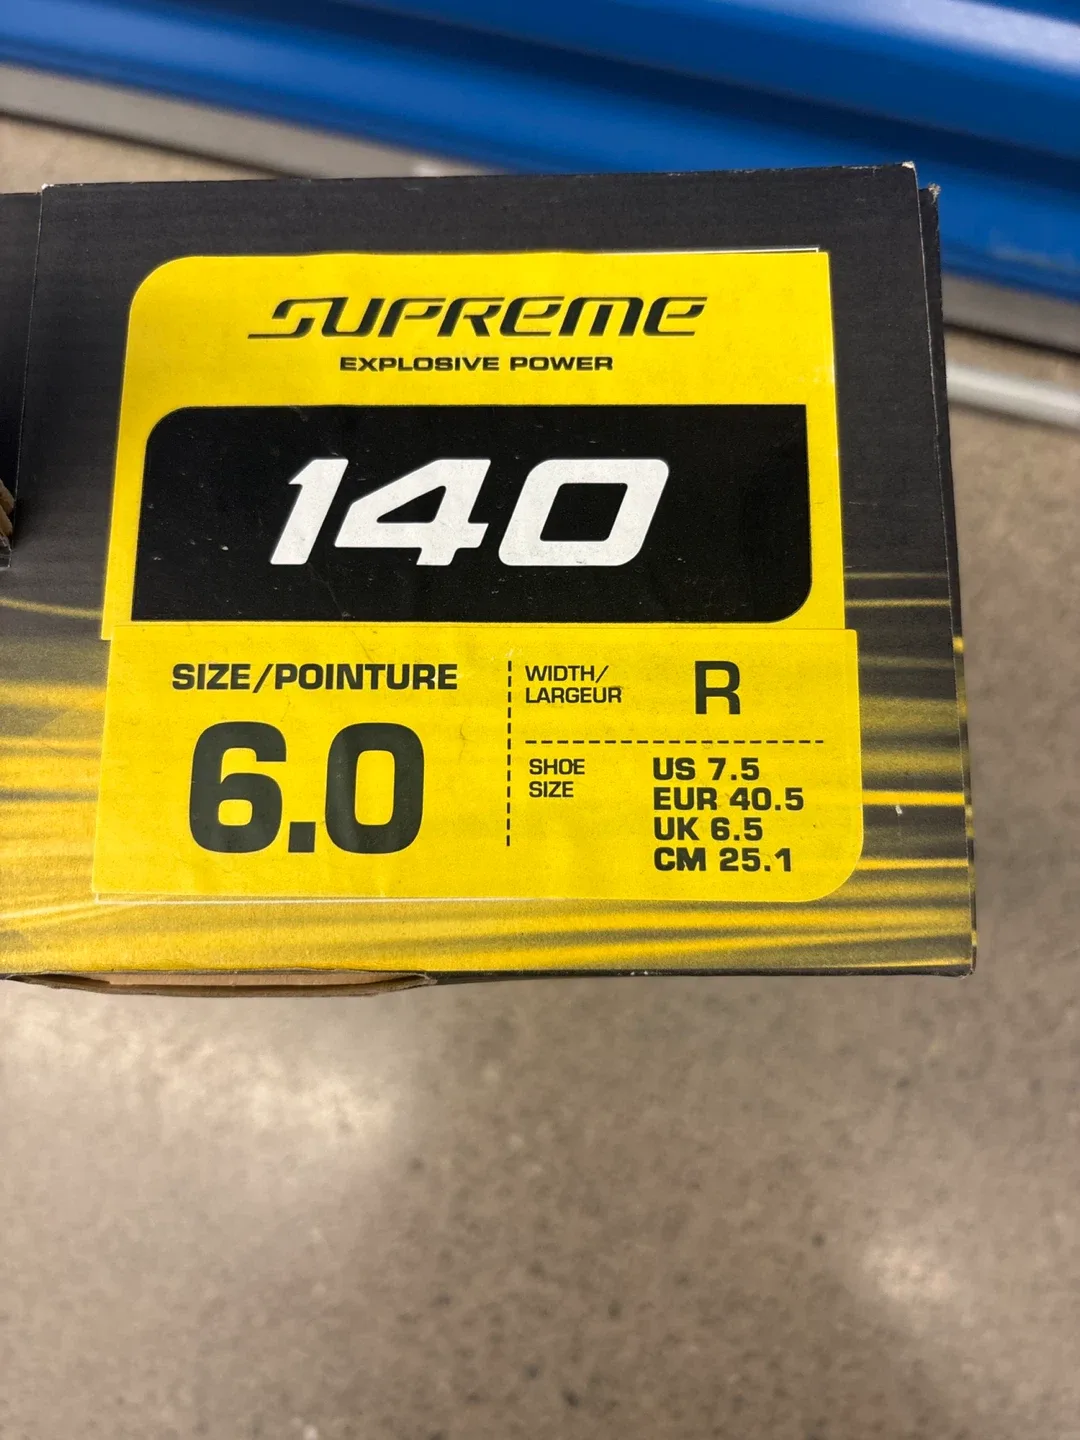 SUPREME
EXPLOSIVE POWER
140
SIZE/POINTURE
6.0
WIDTH/
LARGEUR
R
SHOE
SIZE
US 7.5
EUR 40.5
UK 6.5
CM 25.1